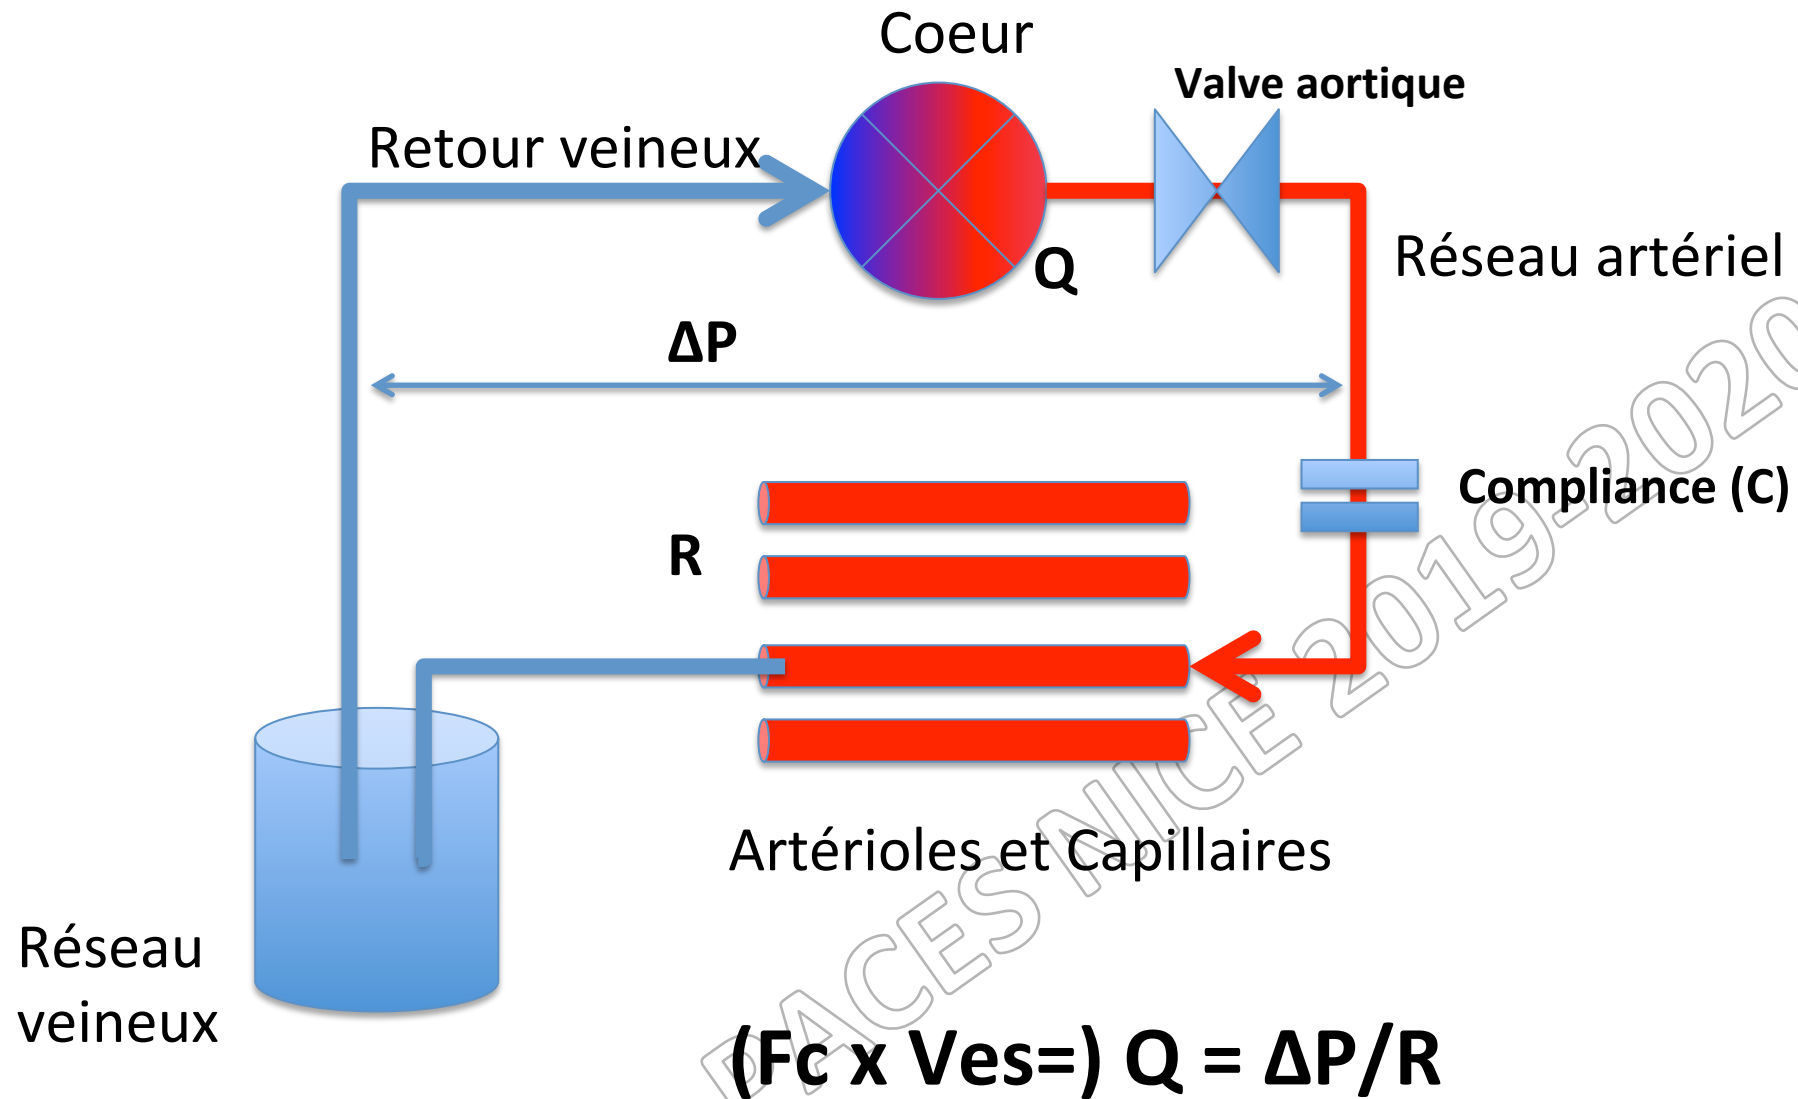 Coeur
Valve aortique
Retour veineux
Q
Réseau artériel
ΔP
Compliance (C)
R
Artérioles et Capillaires
Réseau
veineux
(Fc x Ves=) Q = ΔP/R
PACES NICE 2019-2020